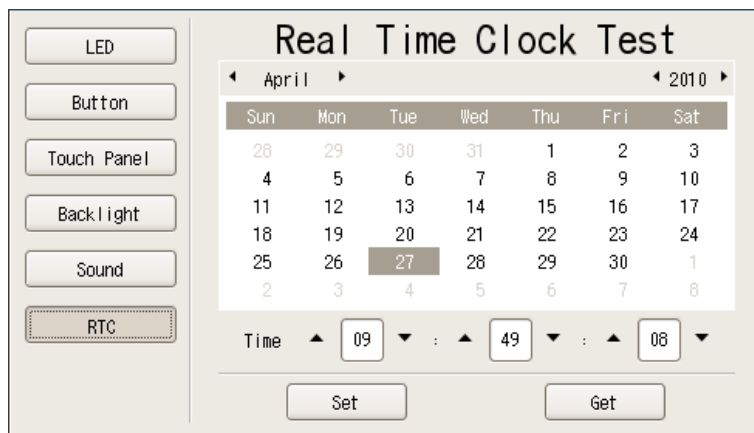 LED
Button
Touch Panel
Backlight
Sound
RTC
Real Time Clock Test
April 2010
Sun Mon Tue Wed Thu Fri Sat
28 29 30 31 1 2 3
4 5 6 7 8 9 10
11 12 13 14 15 16 17
18 19 20 21 22 23 24
25 26 27 28 29 30 1
2 3 4 5 6 7 8
Time 09 : 49 : 08
Set Get